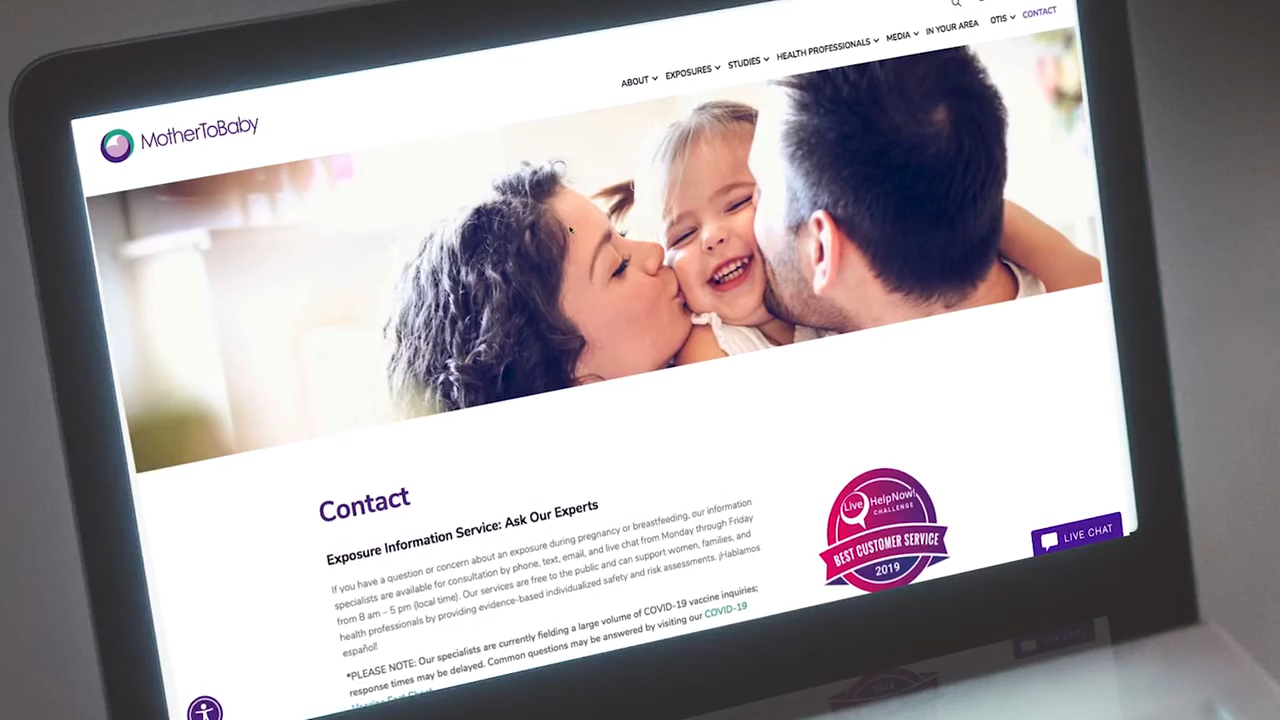 ABOUT EXPOSURES STUDIES HEALTH PROFESSIONALS MEDIA IN YOUR AREA OTIS CONTACT
MotherToBaby
Contact
Exposure Information Service: Ask Our Experts
If you have a question or concern about an exposure during pregnancy or breastfeeding, our information
specialists are available for consultation by phone, text, email, and live chat from Monday through Friday
from 8 am – 5 pm (local time). Our services are free to the public and can support women, families, and
health professionals by providing evidence-based individualized safety and risk assessments. ¡Hablamos
español!
*PLEASE NOTE: Our specialists are currently fielding a large volume of COVID-19 vaccine inquiries;
response times may be delayed. Common questions may be answered by visiting our COVID-19
Vaccine Fact Sheet
Live HelpNow!
CHALLENGE
BEST CUSTOMER SERVICE
2019
LIVE CHAT